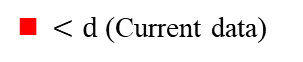 < d (Current data)